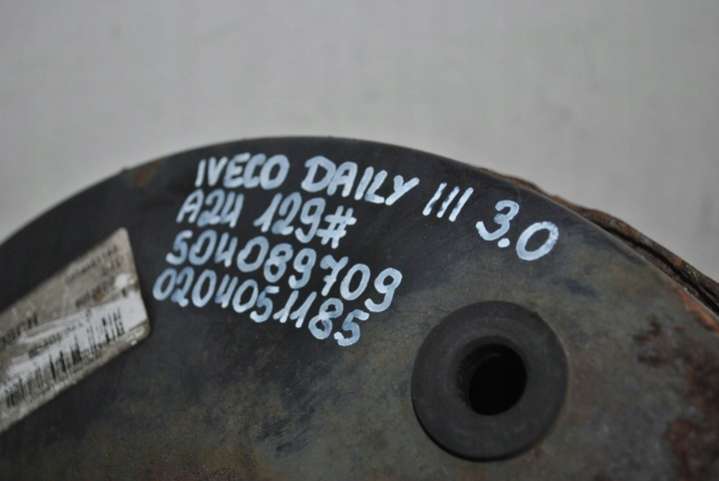 IVECO DAILY III 3.0
A24 129#
504089709
0204051185